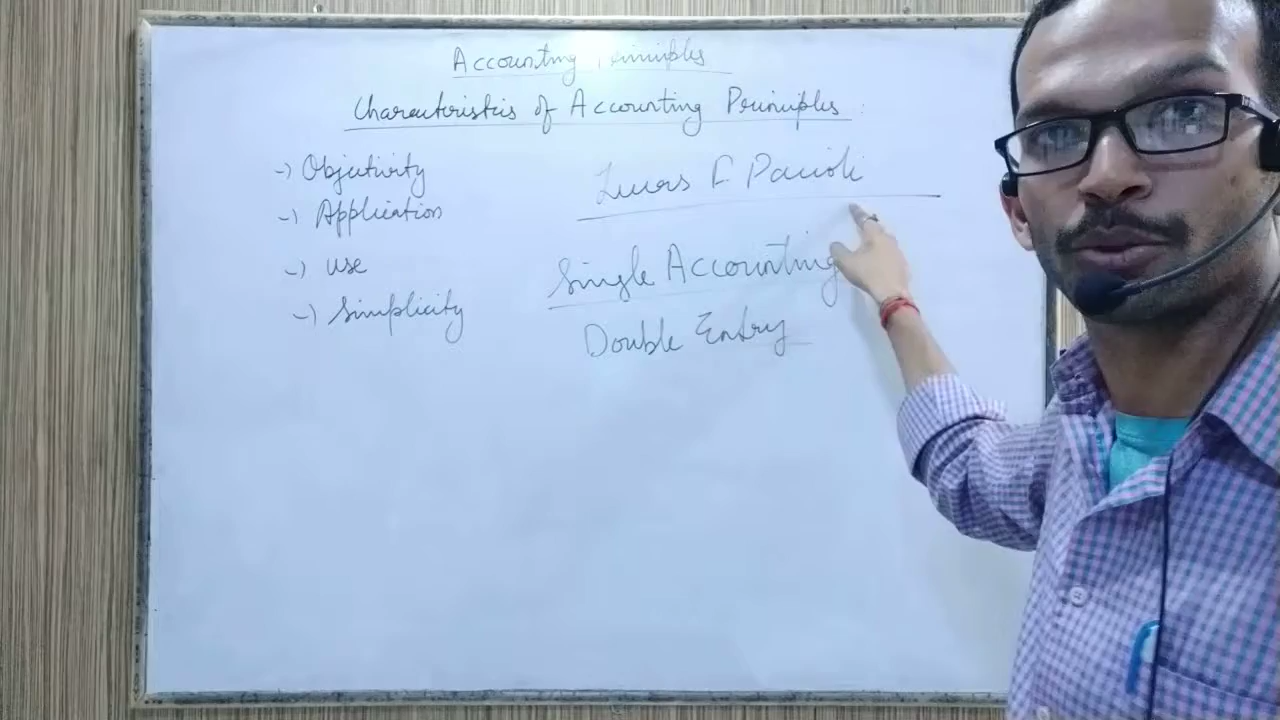 Accounting Principles
Characteristics of Accounting Principles :
-) Objectivity
-) Application
-) use
-) Simplicity
Lucas F Pacioli
Single Accounting
Double Entry